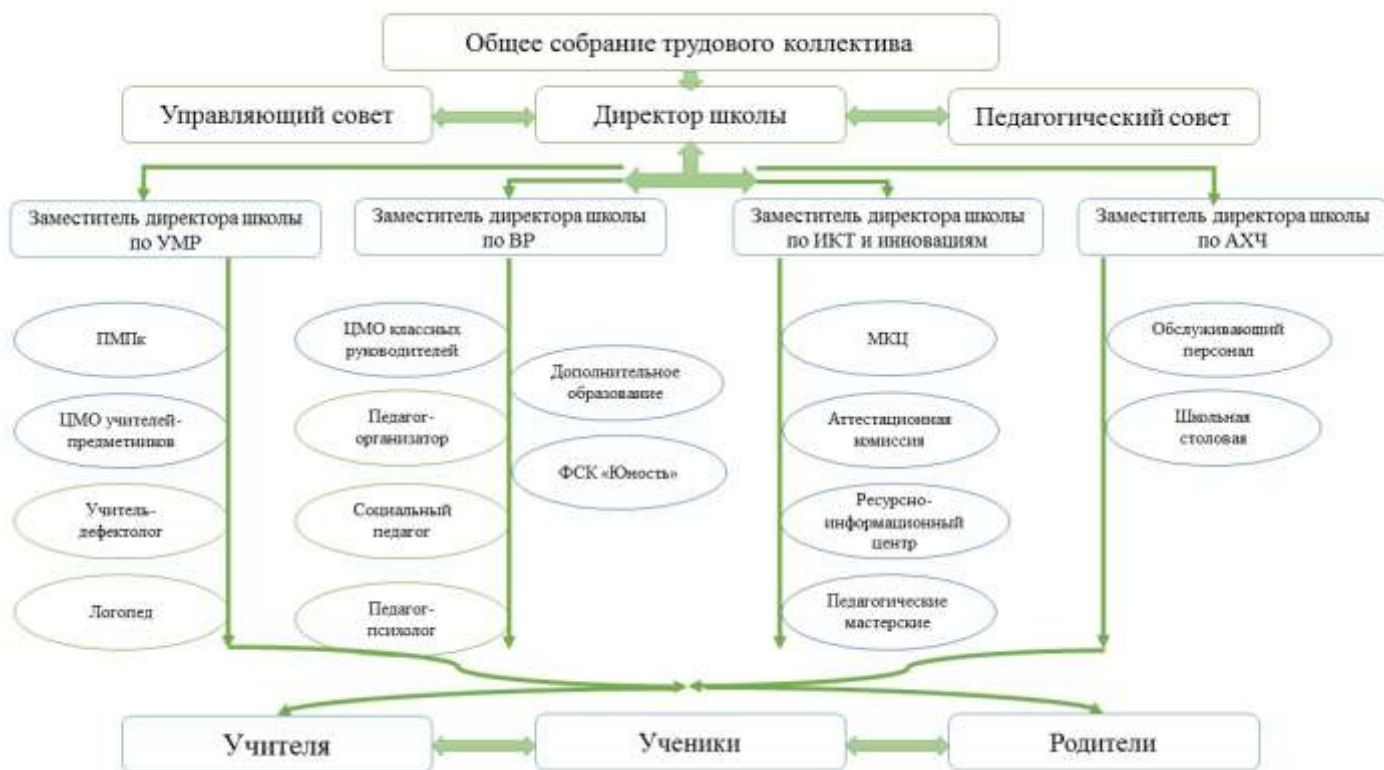 Общее собрание трудового коллектива
Управляющий совет
Директор школы
Педагогический совет
Заместитель директора школы
по УМР
Заместитель директора школы
по ВР
Заместитель директора школы
по ИКТ и инновациям
Заместитель директора школы
по АХЧ
ПМПк
ЦМО учителей-
предметников
Учитель-
дефектолог
Логопед
ЦМО классных
руководителей
Педагог-
организатор
Социальный
педагог
Педагог-
психолог
Дополнительное
образование
ФСК «Юность»
МКЦ
Аттестационная
комиссия
Ресурсно-
информационный
центр
Педагогические
мастерские
Обслуживающий
персонал
Школьная
столовая
Учителя
Ученики
Родители